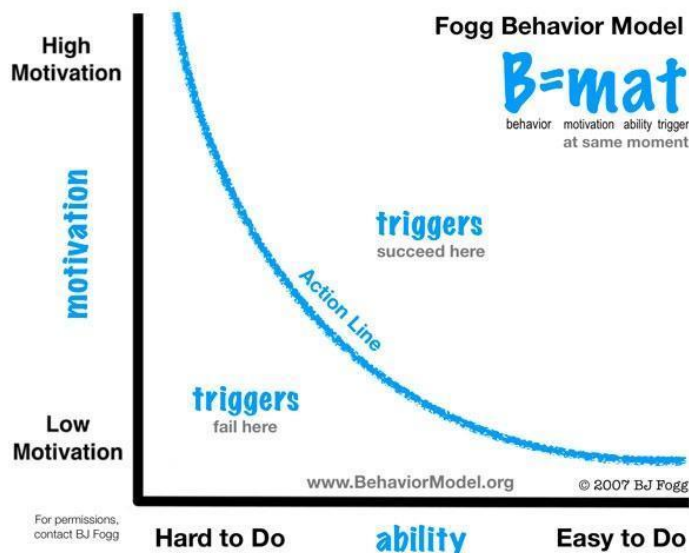 Fogg Behavior Model
B=mat
behavior motivation ability trigger
at same moment
High
Motivation
motivation
triggers
succeed here
Action Line
triggers
fail here
Low
Motivation
www.BehaviorModel.org
© 2007 BJ Fogg
For permissions,
contact BJ Fogg
Hard to Do
ability
Easy to Do